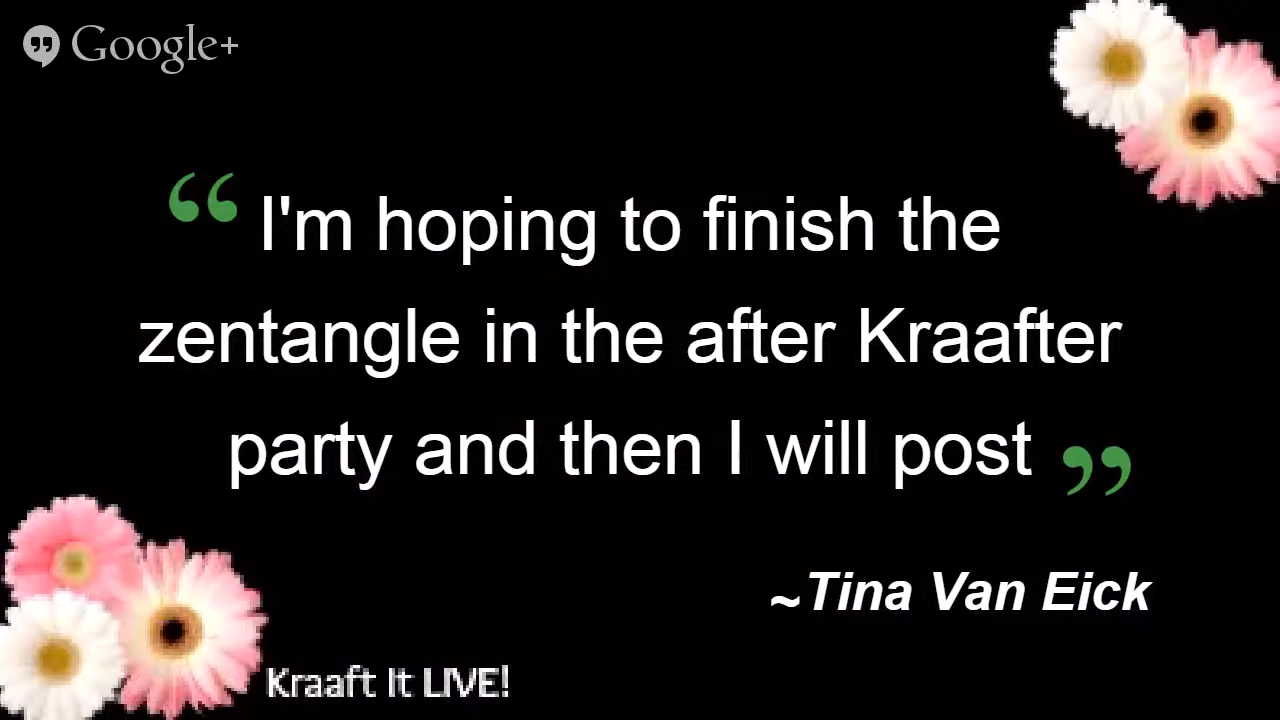 Google+
“ I'm hoping to finish the
zentangle in the after Kraafter
party and then I will post ”
~Tina Van Eick
Kraaft It LIVE!